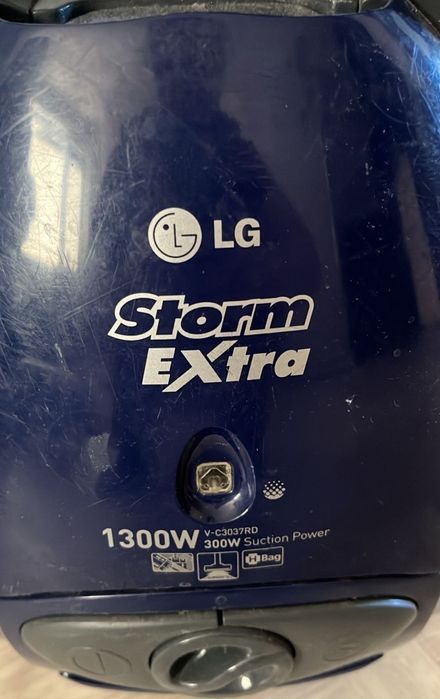 LG
Storm
EXtra
1300W V-C3037RD
300W Suction Power
H Bag